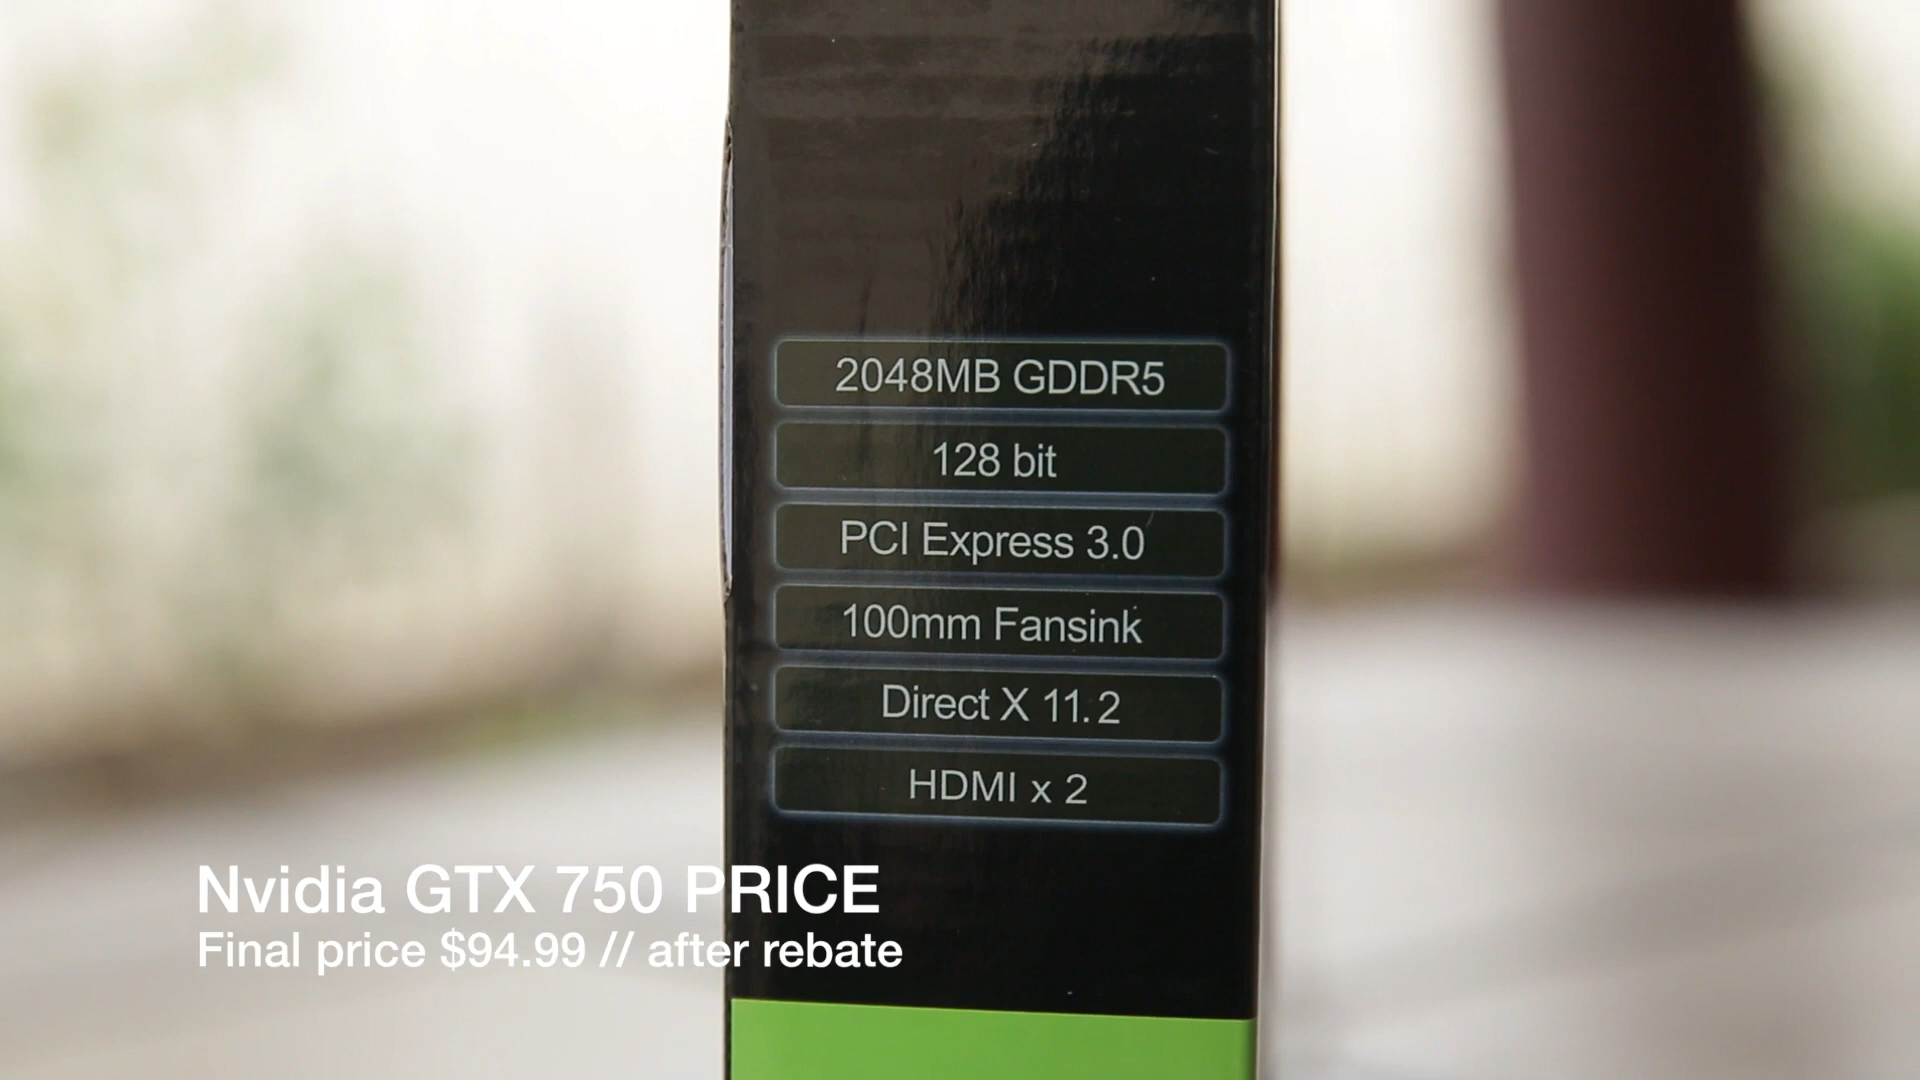 2048MB GDDR5
128 bit
PCI Express 3.0
100mm Fansink
Direct X 11.2
HDMI x 2
Nvidia GTX 750 PRICE
Final price $94.99 // after rebate